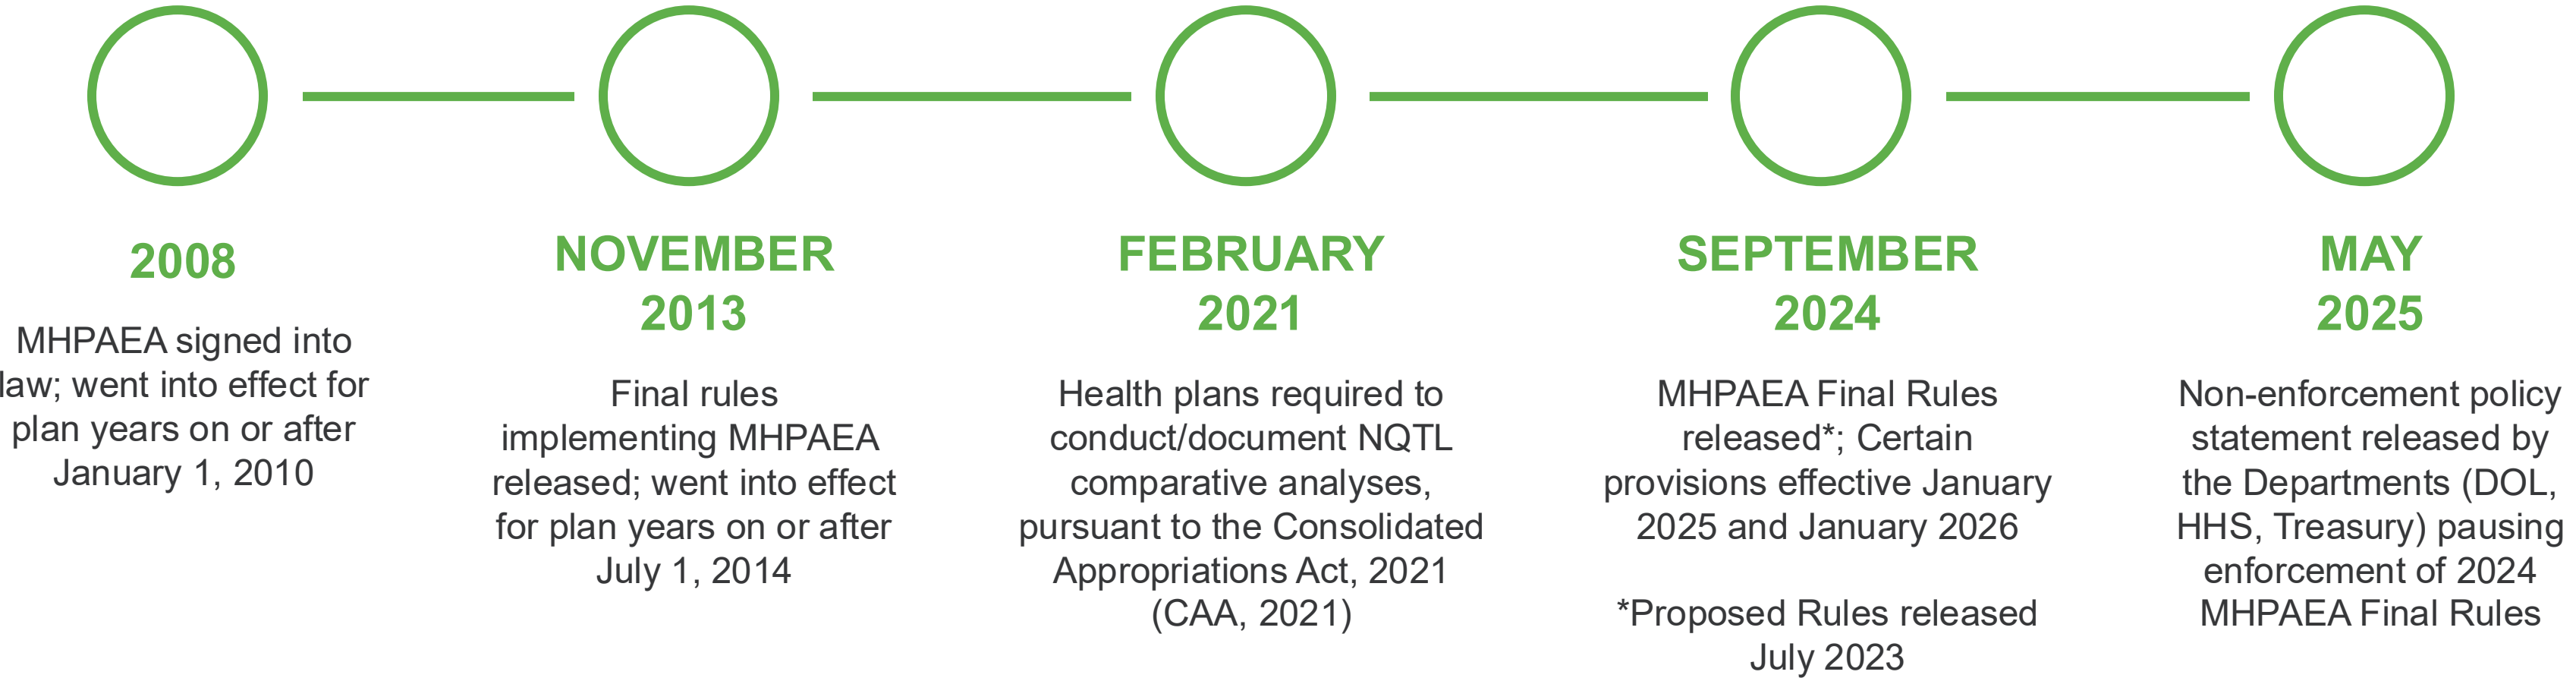 2008
MHPAEA signed into
law; went into effect for
plan years on or after
January 1, 2010
NOVEMBER
2013
Final rules
implementing MHPAEA
released; went into effect
for plan years on or after
July 1, 2014
FEBRUARY
2021
Health plans required to
conduct/document NQTL
comparative analyses,
pursuant to the Consolidated
Appropriations Act, 2021
(CAA, 2021)
SEPTEMBER
2024
MHPAEA Final Rules
released*; Certain
provisions effective January
2025 and January 2026
*Proposed Rules released
July 2023
MAY
2025
Non-enforcement policy
statement released by
the Departments (DOL,
HHS, Treasury) pausing
enforcement of 2024
MHPAEA Final Rules